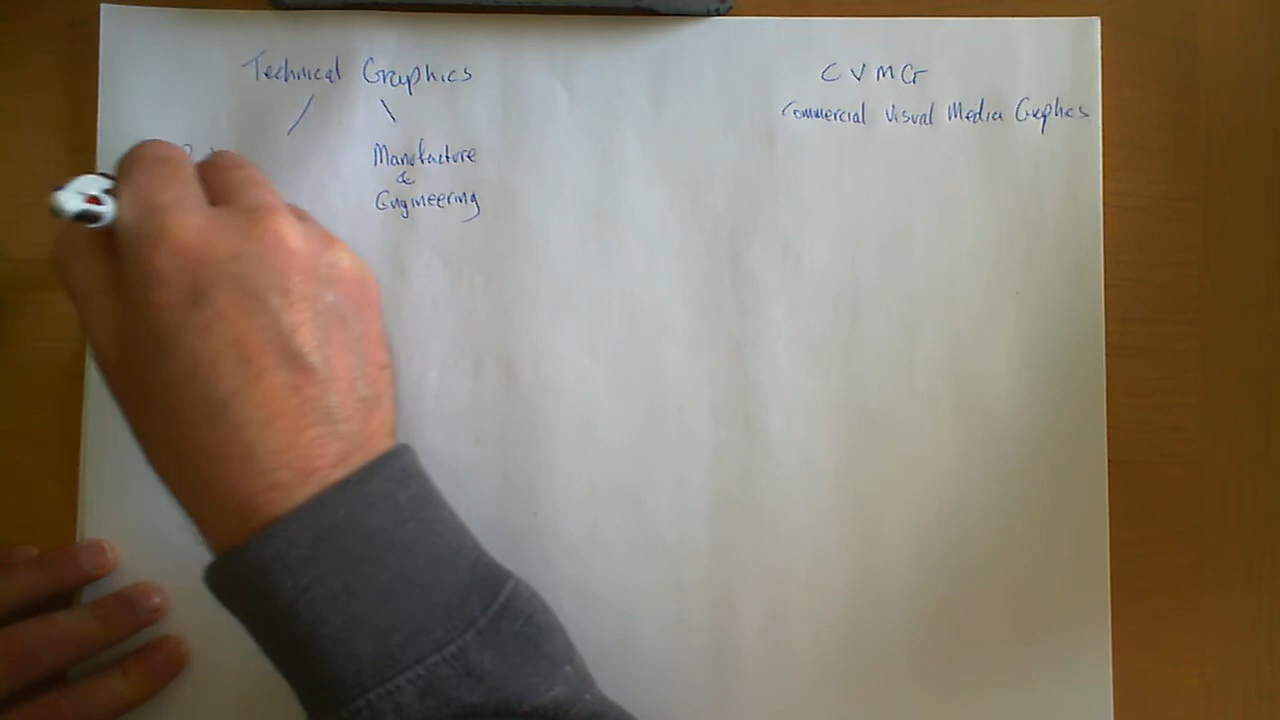 Technical Graphics
CVMG
Commercial Visual Media Graphics
Manufacture
&
Engineering